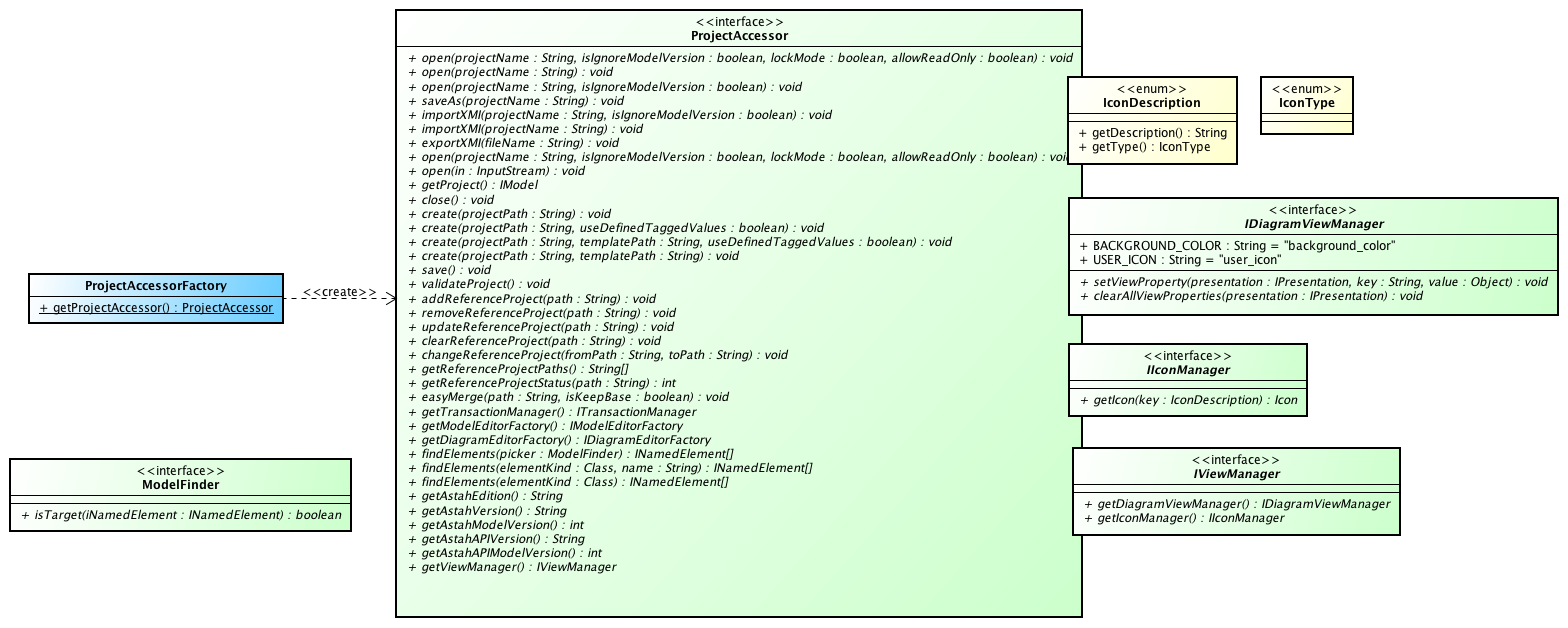 <<interface>>
ProjectAccessor
+ open(projectName : String, isIgnoreModelVersion : boolean, lockMode : boolean, allowReadOnly : boolean) : void
+ open(projectName : String) : void
+ open(projectName : String, isIgnoreModelVersion : boolean) : void
+ saveAs(projectName : String) : void
+ importXMI(projectName : String, isIgnoreModelVersion : boolean) : void
+ importXMI(projectName : String) : void
+ exportXMI(fileName : String) : void
+ open(projectName : String, isIgnoreModelVersion : boolean, lockMode : boolean, allowReadOnly : boolean) : void
+ open(in : InputStream) : void
+ getProject() : IModel
+ close() : void
+ create(projectPath : String) : void
+ create(projectPath : String, useDefinedTaggedValues : boolean) : void
+ create(projectPath : String, templatePath : String, useDefinedTaggedValues : boolean) : void
+ create(projectPath : String, templatePath : String) : void
+ save() : void
+ validateProject() : void
+ addReferenceProject(path : String) : void
+ removeReferenceProject(path : String) : void
+ updateReferenceProject(path : String) : void
+ clearReferenceProject(path : String) : void
+ changeReferenceProject(fromPath : String, toPath : String) : void
+ getReferenceProjectPaths() : String[]
+ getReferenceProjectStatus(path : String) : int
+ easyMerge(path : String, isKeepBase : boolean) : void
+ getTransactionManager() : ITransactionManager
+ getModelEditorFactory() : IModelEditorFactory
+ getDiagramEditorFactory() : IDiagramEditorFactory
+ findElements(picker : ModelFinder) : INamedElement[]
+ findElements(elementKind : Class, name : String) : INamedElement[]
+ findElements(elementKind : Class) : INamedElement[]
+ getAstahEdition() : String
+ getAstahVersion() : String
+ getAstahModelVersion() : int
+ getAstahAPIVersion() : String
+ getAstahAPIModelVersion() : int
+ getViewManager() : IViewManager
ProjectAccessorFactory
+ getProjectAccessor() : ProjectAccessor
<<create>>
<<interface>>
ModelFinder
+ isTarget(iNamedElement : INamedElement) : boolean
<<enum>>
IconDescription
+ getDescription() : String
+ getType() : IconType
<<enum>>
IconType
<<interface>>
IDiagramViewManager
+ BACKGROUND_COLOR : String = "background_color"
+ USER_ICON : String = "user_icon"
+ setViewProperty(presentation : IPresentation, key : String, value : Object) : void
+ clearAllViewProperties(presentation : IPresentation) : void
<<interface>>
IIconManager
+ getIcon(key : IconDescription) : Icon
<<interface>>
IViewManager
+ getDiagramViewManager() : IDiagramViewManager
+ getIconManager() : IIconManager